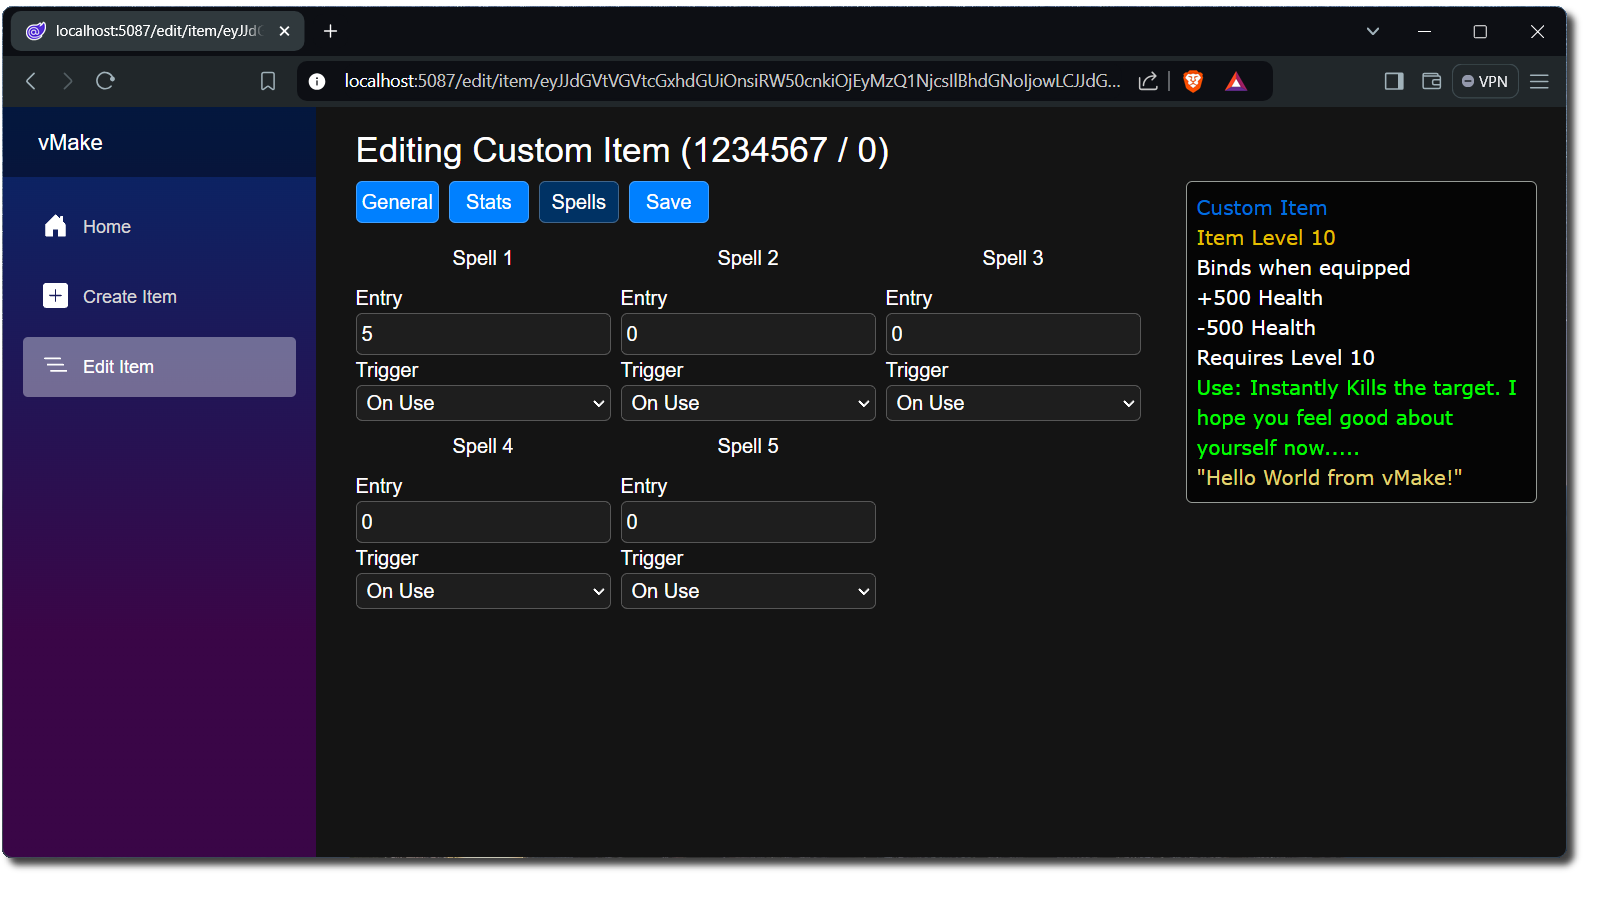 localhost:5087/edit/item/eyJJdG
localhost:5087/edit/item/eyJJdGVtVGVtcGxhdGUiOnsiRW50cnkiOjEyMzQ1NjcsIlBhdGNoIjowLCJJdG...
VPN
vMake
Home
Create Item
Edit Item
Editing Custom Item (1234567 / 0)
General Stats Spells Save
Spell 1 Spell 2 Spell 3
Entry Entry Entry
5 0 0
Trigger Trigger Trigger
On Use On Use On Use
Spell 4 Spell 5
Entry Entry
0 0
Trigger Trigger
On Use On Use
Custom Item
Item Level 10
Binds when equipped
+500 Health
-500 Health
Requires Level 10
Use: Instantly Kills the target. I
hope you feel good about
yourself now.....
"Hello World from vMake!"